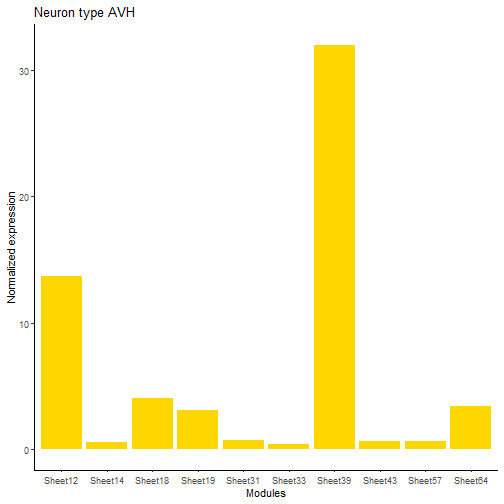 Neuron type AVH
Normalized expression
30
20
10
0
Sheet12 Sheet14 Sheet18 Sheet19 Sheet31 Sheet33 Sheet39 Sheet43 Sheet57 Sheet64
Modules